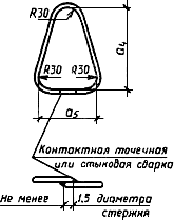 R30
a4
R30 R30
a5
Контактная точечная
или стыковая сварка
Не менее 1.5 диаметра
стержня